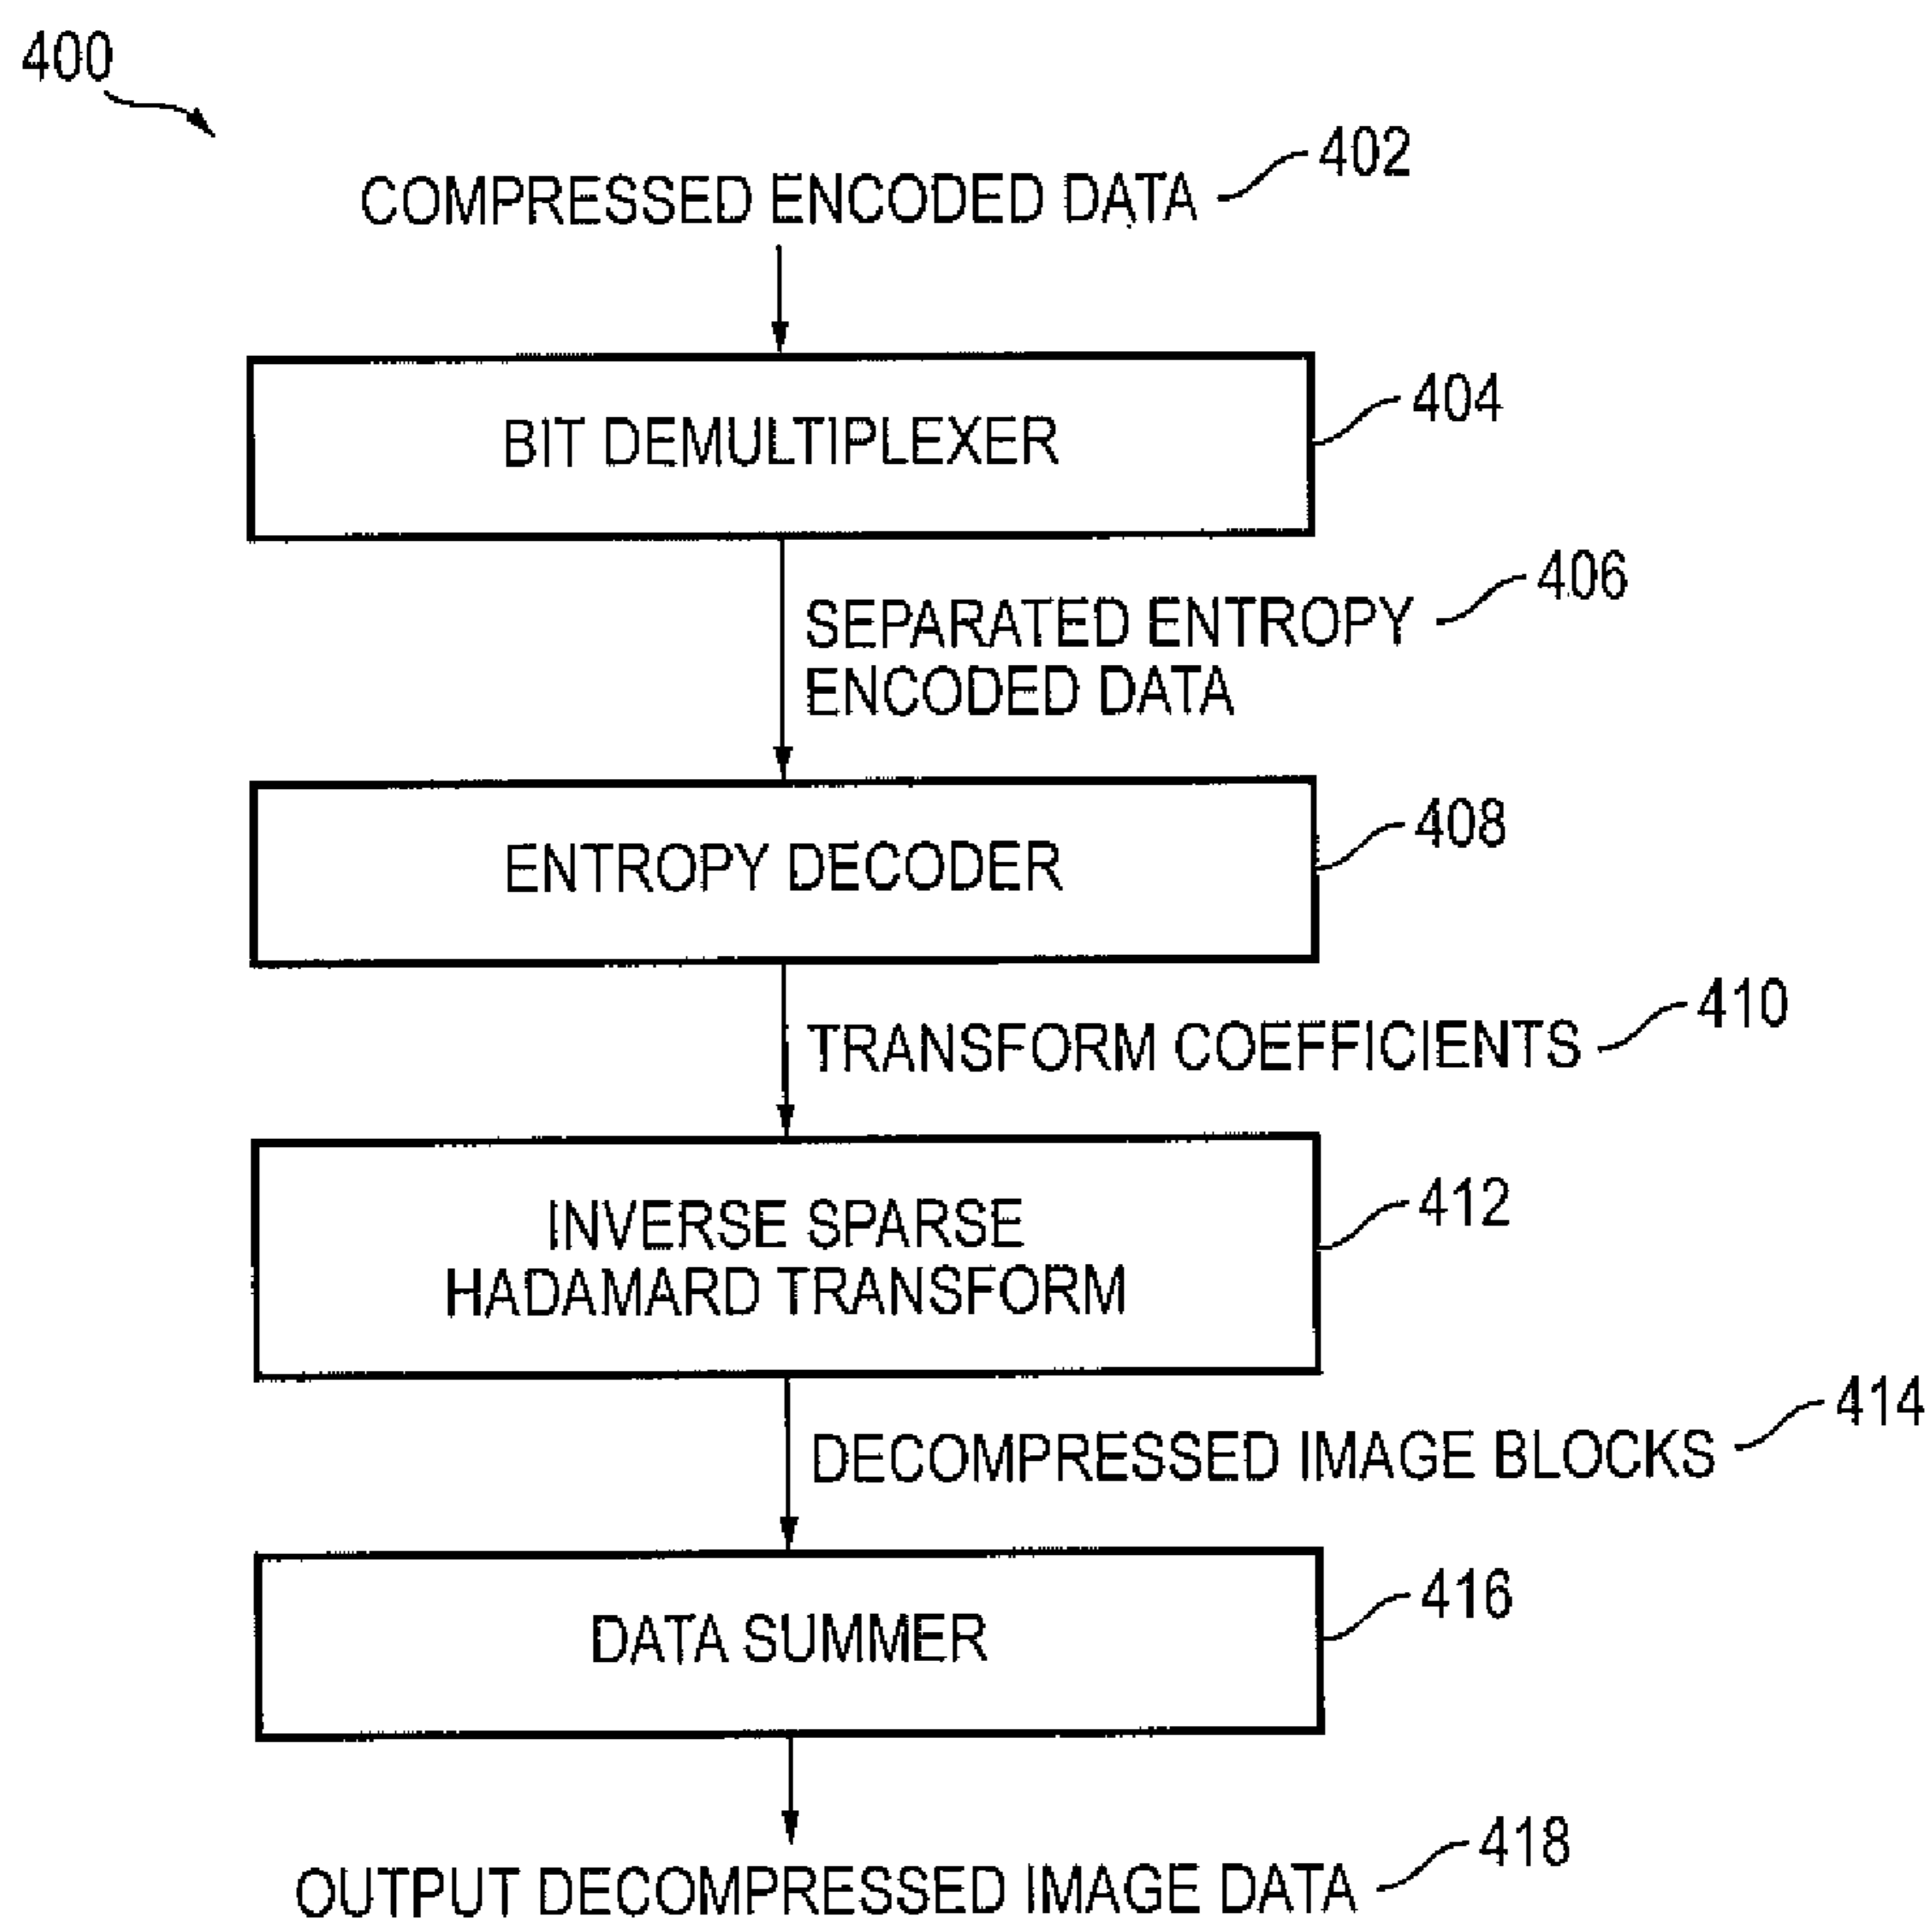 400
COMPRESSED ENCODED DATA
402
BIT DEMULTIPLEXER
404
SEPARATED ENTROPY
406
ENCODED DATA
ENTROPY DECODER
408
TRANSFORM COEFFICIENTS
410
INVERSE SPARSE
HADAMARD TRANSFORM
412
DECOMPRESSED IMAGE BLOCKS
414
DATA SUMMER
416
OUTPUT DECOMPRESSED IMAGE DATA
418